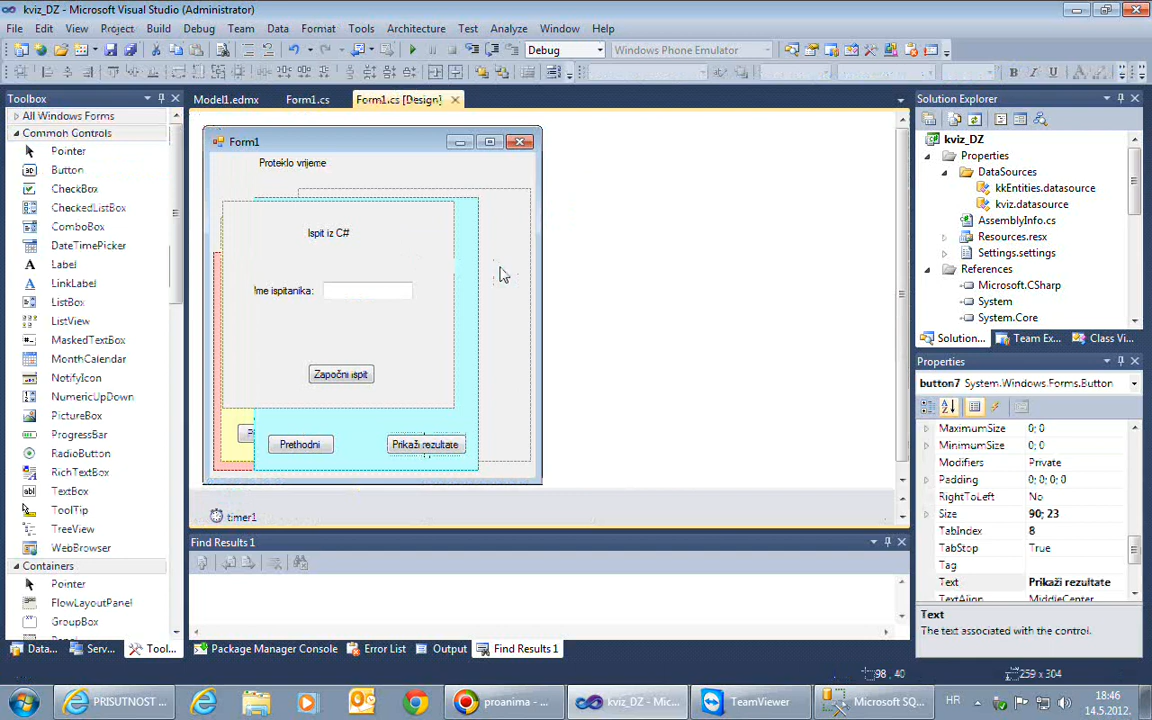 kviz_DZ - Microsoft Visual Studio (Administrator)
File Edit View Project Build Debug Team Data Format Tools Architecture Test Analyze Window Help
Debug Windows Phone Emulator
Toolbox
All Windows Forms
Common Controls
Pointer
Button
CheckBox
CheckedListBox
ComboBox
DateTimePicker
Label
LinkLabel
ListBox
ListView
MaskedTextBox
MonthCalendar
NotifyIcon
NumericUpDown
PictureBox
ProgressBar
RadioButton
RichTextBox
TextBox
ToolTip
TreeView
WebBrowser
Containers
Pointer
FlowLayoutPanel
GroupBox
Data... Serv... Tool...
Model1.edmx Form1.cs Form1.cs [Design]
Form1
Proteklo vrijeme
Ispit iz C#
Ime ispitanika:
Započni ispit
Prethodni Prikaži rezultate
timer1
Find Results 1
Package Manager Console Error List Output Find Results 1
Solution Explorer
kviz_DZ
Properties
DataSources
kkEntities.datasource
kviz.datasource
AssemblyInfo.cs
Resources.resx
Settings.settings
References
Microsoft.CSharp
System
System.Core
Solution... Team Ex... Class Vi...
Properties
button7 System.Windows.Forms.Button
MaximumSize 0; 0
MinimumSize 0; 0
Modifiers Private
Padding 0; 0; 0; 0
RightToLeft No
Size 90; 23
TabIndex 8
TabStop True
Tag
Text Prikaži rezultate
TextAlign MiddleCenter
Text
The text associated with the control.
98 , 40 259 x 304
PRISUTNOST ... proanima - ... kviz_DZ - Mic... TeamViewer Microsoft SQ... HR 18:46
14.5.2012.